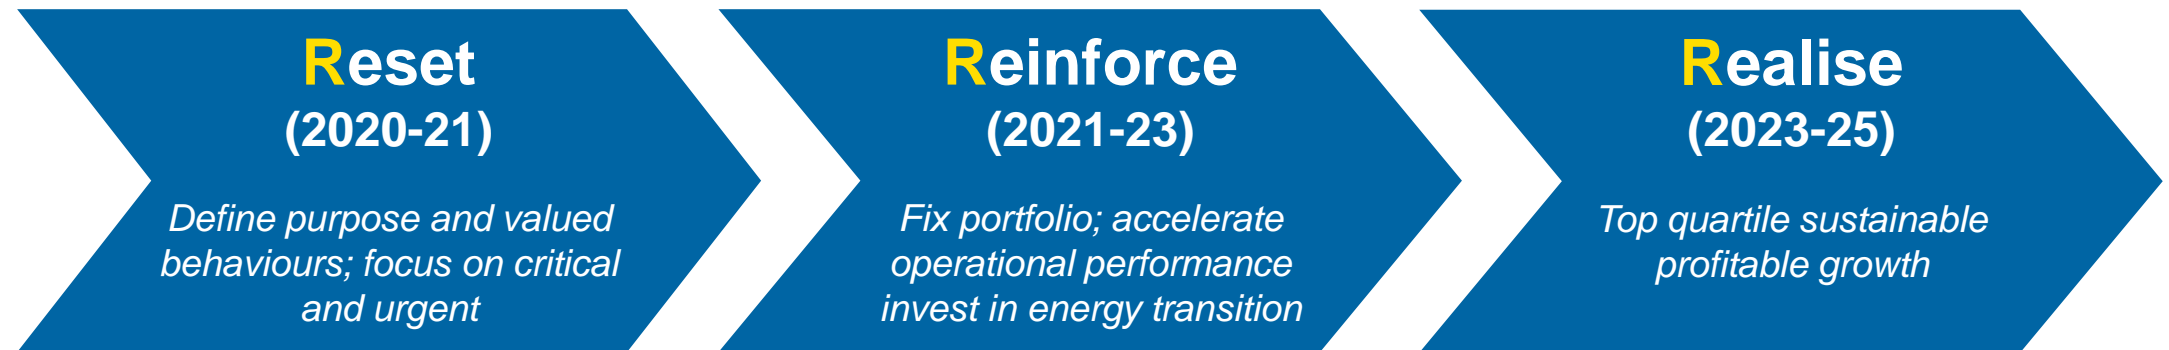 Reset
(2020-21)
Define purpose and valued
behaviours; focus on critical
and urgent
Reinforce
(2021-23)
Fix portfolio; accelerate
operational performance
invest in energy transition
Realise
(2023-25)
Top quartile sustainable
profitable growth